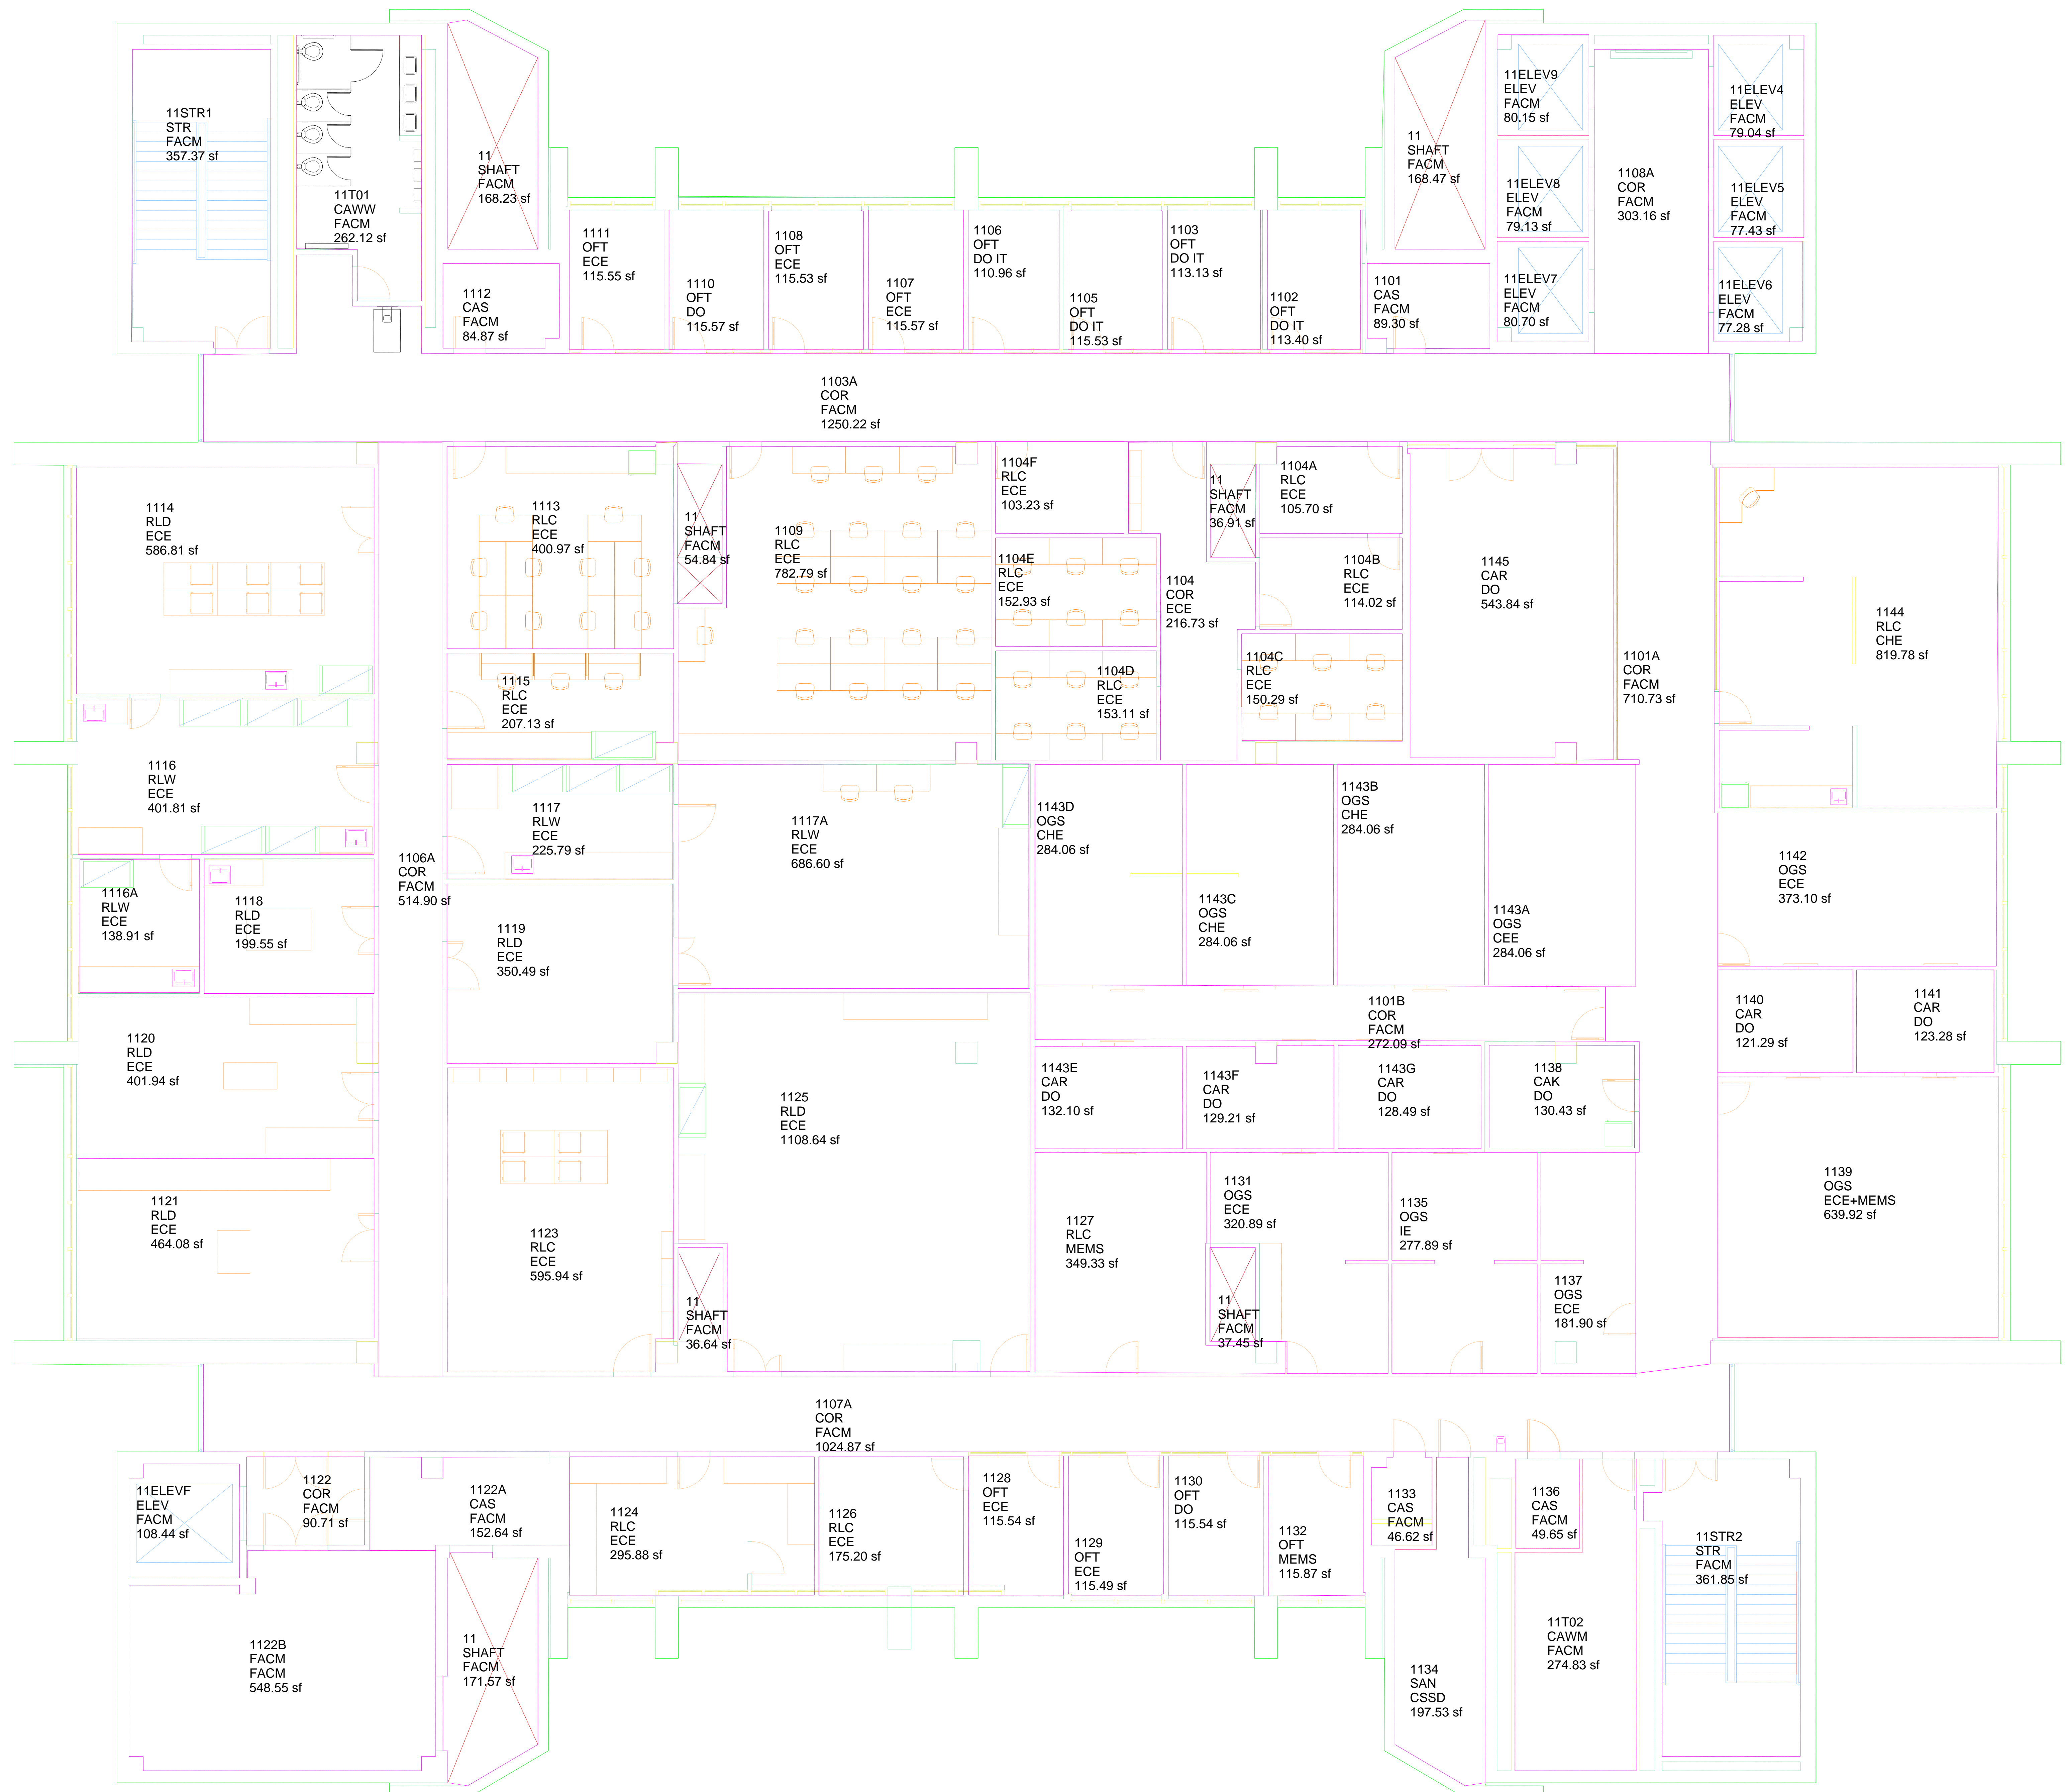 11STR1
STR
FACM
357.37 sf
11T01
CAWW
FACM
262.12 sf
11
SHAFT
FACM
168.23 sf
11
SHAFT
FACM
168.47 sf
11ELEV9
ELEV
FACM
80.15 sf
11ELEV4
ELEV
FACM
79.04 sf
11ELEV8
ELEV
FACM
79.13 sf
1108A
COR
FACM
303.16 sf
11ELEV5
ELEV
FACM
77.43 sf
11ELEV7
ELEV
FACM
80.70 sf
11ELEV6
ELEV
FACM
77.28 sf
1112
CAS
FACM
84.87 sf
1111
OFT
ECE
115.55 sf
1110
OFT
DO
115.57 sf
1108
OFT
ECE
115.53 sf
1107
OFT
ECE
115.57 sf
1106
OFT
DO IT
110.96 sf
1105
OFT
DO IT
115.53 sf
1103
OFT
DO IT
113.13 sf
1102
OFT
DO IT
113.40 sf
1101
CAS
FACM
89.30 sf
1103A
COR
FACM
1250.22 sf
1114
RLD
ECE
586.81 sf
1113
RLC
ECE
400.97 sf
11
SHAFT
FACM
54.84 sf
1109
RLC
ECE
782.79 sf
1104F
RLC
ECE
103.23 sf
1104E
RLC
ECE
152.93 sf
1104
COR
ECE
216.73 sf
11
SHAFT
FACM
36.91 sf
1104A
RLC
ECE
105.70 sf
1104B
RLC
ECE
114.02 sf
1145
CAR
DO
543.84 sf
1144
RLC
CHE
819.78 sf
1115
RLC
ECE
207.13 sf
1104D
RLC
ECE
153.11 sf
1104C
RLC
ECE
150.29 sf
1101A
COR
FACM
710.73 sf
1116
RLW
ECE
401.81 sf
1117
RLW
ECE
225.79 sf
1117A
RLW
ECE
686.60 sf
1143D
OGS
CHE
284.06 sf
1143B
OGS
CHE
284.06 sf
1106A
COR
FACM
514.90 sf
1143C
OGS
CHE
284.06 sf
1143A
OGS
CEE
284.06 sf
1142
OGS
ECE
373.10 sf
1116A
RLW
ECE
138.91 sf
1118
RLD
ECE
199.55 sf
1119
RLD
ECE
350.49 sf
1101B
COR
FACM
272.09 sf
1140
CAR
DO
121.29 sf
1141
CAR
DO
123.28 sf
1120
RLD
ECE
401.94 sf
1125
RLD
ECE
1108.64 sf
1143E
CAR
DO
132.10 sf
1143F
CAR
DO
129.21 sf
1143G
CAR
DO
128.49 sf
1138
CAK
DO
130.43 sf
1121
RLD
ECE
464.08 sf
1123
RLC
ECE
595.94 sf
11
SHAFT
FACM
36.64 sf
1127
RLC
MEMS
349.33 sf
1131
OGS
ECE
320.89 sf
11
SHAFT
FACM
37.45 sf
1135
OGS
IE
277.89 sf
1137
OGS
ECE
181.90 sf
1139
OGS
ECE+MEMS
639.92 sf
1107A
COR
FACM
1024.87 sf
11ELEVF
ELEV
FACM
108.44 sf
1122
COR
FACM
90.71 sf
1122A
CAS
FACM
152.64 sf
1124
RLC
ECE
295.88 sf
1126
RLC
ECE
175.20 sf
1128
OFT
ECE
115.54 sf
1129
OFT
ECE
115.49 sf
1130
OFT
DO
115.54 sf
1132
OFT
MEMS
115.87 sf
1133
CAS
FACM
46.62 sf
1136
CAS
FACM
49.65 sf
11STR2
STR
FACM
361.85 sf
1122B
FACM
FACM
548.55 sf
11
SHAFT
FACM
171.57 sf
1134
SAN
CSSD
197.53 sf
11T02
CAWM
FACM
274.83 sf